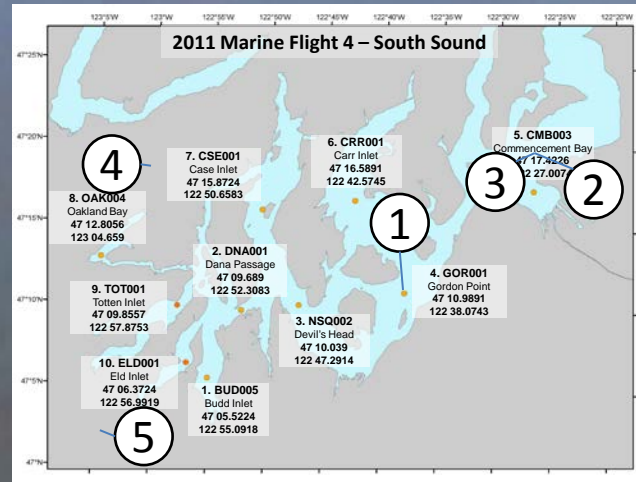 123°5'W 123°0'W 122°55'W 122°50'W 122°45'W 122°40'W 122°35'W 122°30'W 122°25'W 122°20'W
2011 Marine Flight 4 – South Sound
47°25'N
47°20'N
47°15'N
47°10'N
47°5'N
47°N
5. CMB003
Commencement Bay
47 17.4226
22 27.0074
6. CRR001
Carr Inlet
47 16.5891
122 42.5745
7. CSE001
Case Inlet
47 15.8724
122 50.6583
4
3
2
8. OAK004
Oakland Bay
47 12.8056
123 04.659
1
2. DNA001
Dana Passage
47 09.689
122 52.3083
4. GOR001
Gordon Point
47 10.9891
122 38.0743
9. TOT001
Totten Inlet
47 09.8557
122 57.8753
3. NSQ002
Devil's Head
47 10.039
122 47.2914
10. ELD001
Eld Inlet
47 06.3724
122 56.9919
1. BUD005
Budd Inlet
47 05.5224
122 55.0918
5